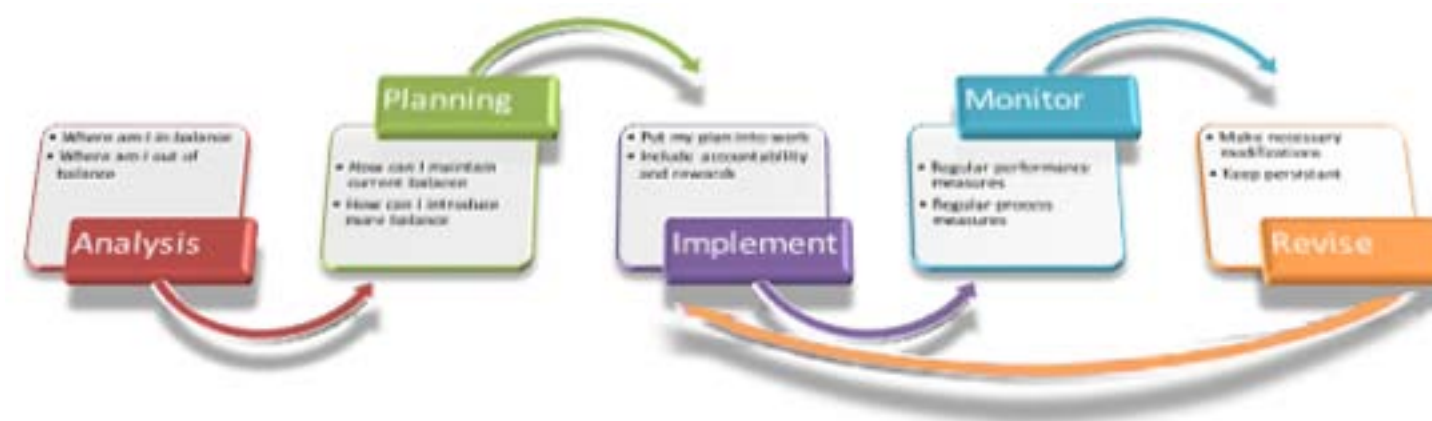 • Where am I in balance
• Where am I out of
balance
Analysis
Planning
• How can I maintain
current balance
• How can I introduce
more balance
• Put my plan into work
• Include accountability
and rewards
Implement
Monitor
• Regular performance
measures
• Regular process
measures
• Make necessary
modifications
• Keep persistant
Revise